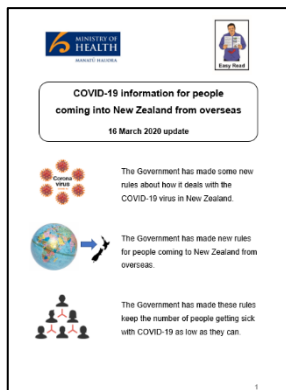 MINISTRY OF
HEALTH
MANATŪ HAUORA
Easy Read
COVID-19 information for people
coming into New Zealand from overseas
16 March 2020 update
Corona
virus
The Government has made some new
rules about how it deals with the
COVID-19 virus in New Zealand.
The Government has made new rules
for people coming to New Zealand from
overseas.
The Government has made these rules
keep the number of people getting sick
with COVID-19 as low as they can.
1